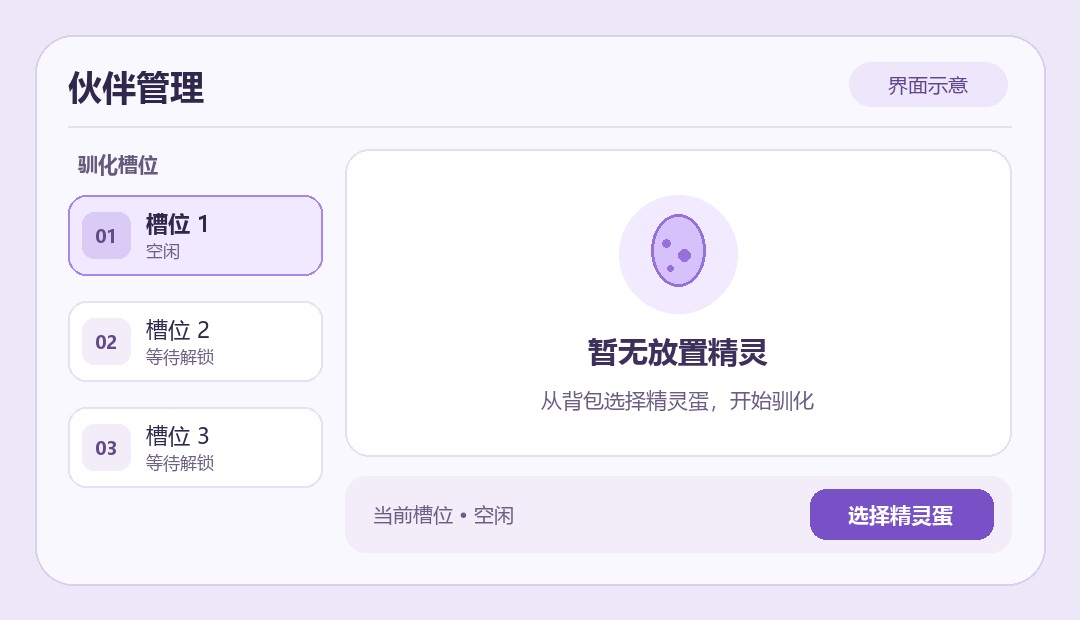 伙伴管理
界面示意
驯化槽位
01
槽位 1
空闲
02
槽位 2
等待解锁
03
槽位 3
等待解锁
暂无放置精灵
从背包选择精灵蛋，开始驯化
当前槽位 • 空闲
选择精灵蛋